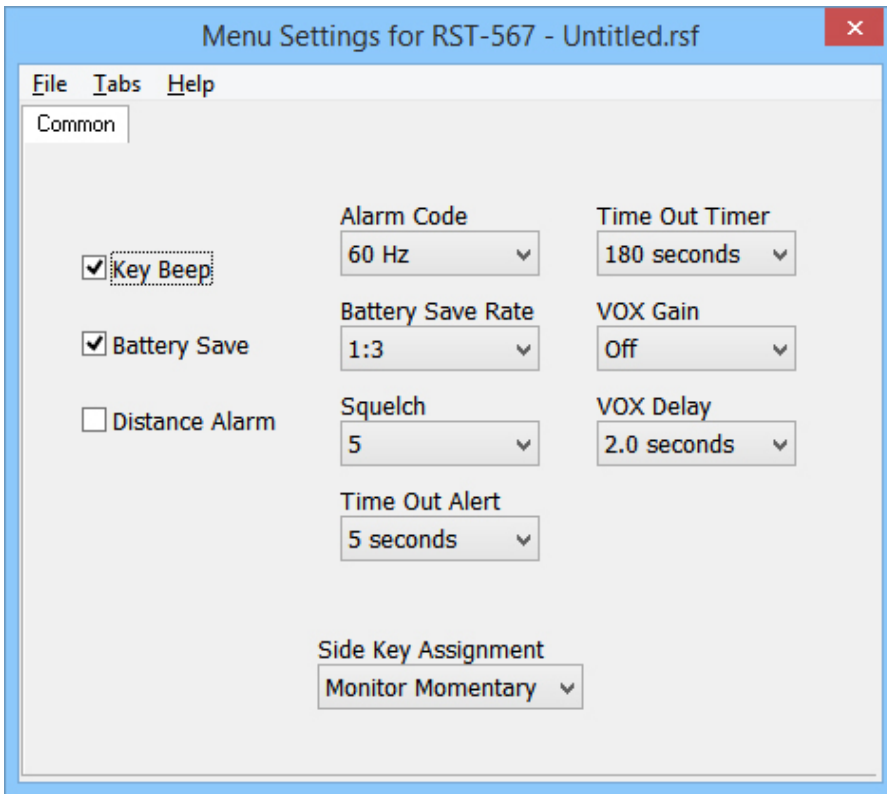 Menu Settings for RST-567 - Untitled.rsf
File Tabs Help
Common
Key Beep
Battery Save
Distance Alarm
Alarm Code
60 Hz
Battery Save Rate
1:3
Squelch
5
Time Out Alert
5 seconds
Time Out Timer
180 seconds
VOX Gain
Off
VOX Delay
2.0 seconds
Side Key Assignment
Monitor Momentary